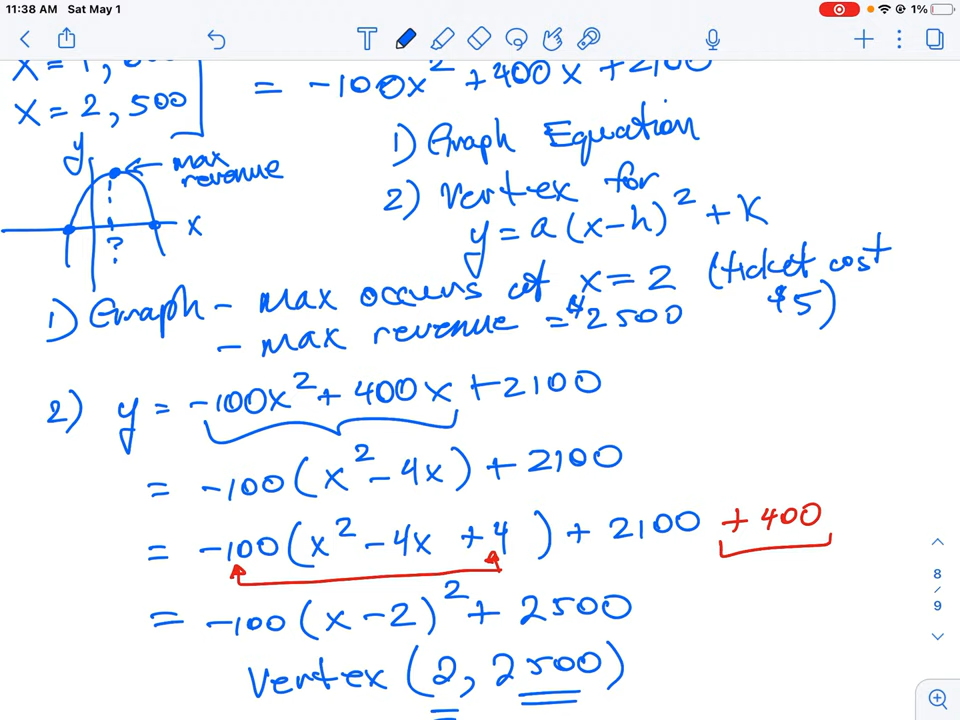 11:38 AM Sat May 1
1%
X = 1,
X = 2, 500
= -100x² + 400x + 2100
1) Graph Equation
2) Vertex for
y = a(x-h)² + k
y
max
revenue
x
?
1) Graph - Max occurs at x = 2 (ticket cost $5)
- Max revenue = $2500
2) y = -100x² + 400x + 2100
= -100(x² - 4x) + 2100
= -100(x² - 4x + 4) + 2100 + 400
= -100(x - 2)² + 2500
Vertex (2, 2500)
8
/
9